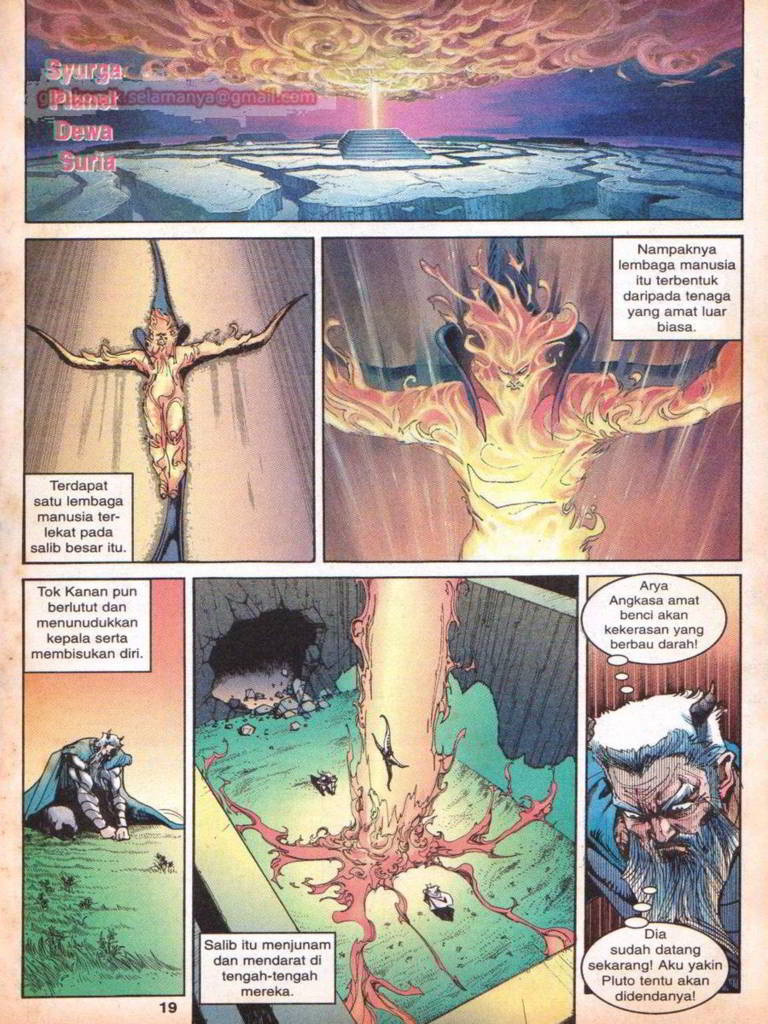 Syurga
Planet
Dewa
Suria
selamanya@gmail.com
Nampaknya
lembaga manusia
itu terbentuk
daripada tenaga
yang amat luar
biasa.
Terdapat
satu lembaga
manusia ter-
lekat pada
salib besar itu.
Tok Kanan pun
berlutut dan
menunudukkan
kepala serta
membisukan diri.
Salib itu menjunam
dan mendarat di
tengah-tengah
mereka.
Arya
Angkasa amat
benci akan
kekerasan yang
berbau darah!
Dia
sudah datang
sekarang! Aku yakin
Pluto tentu akan
didendanya!
19